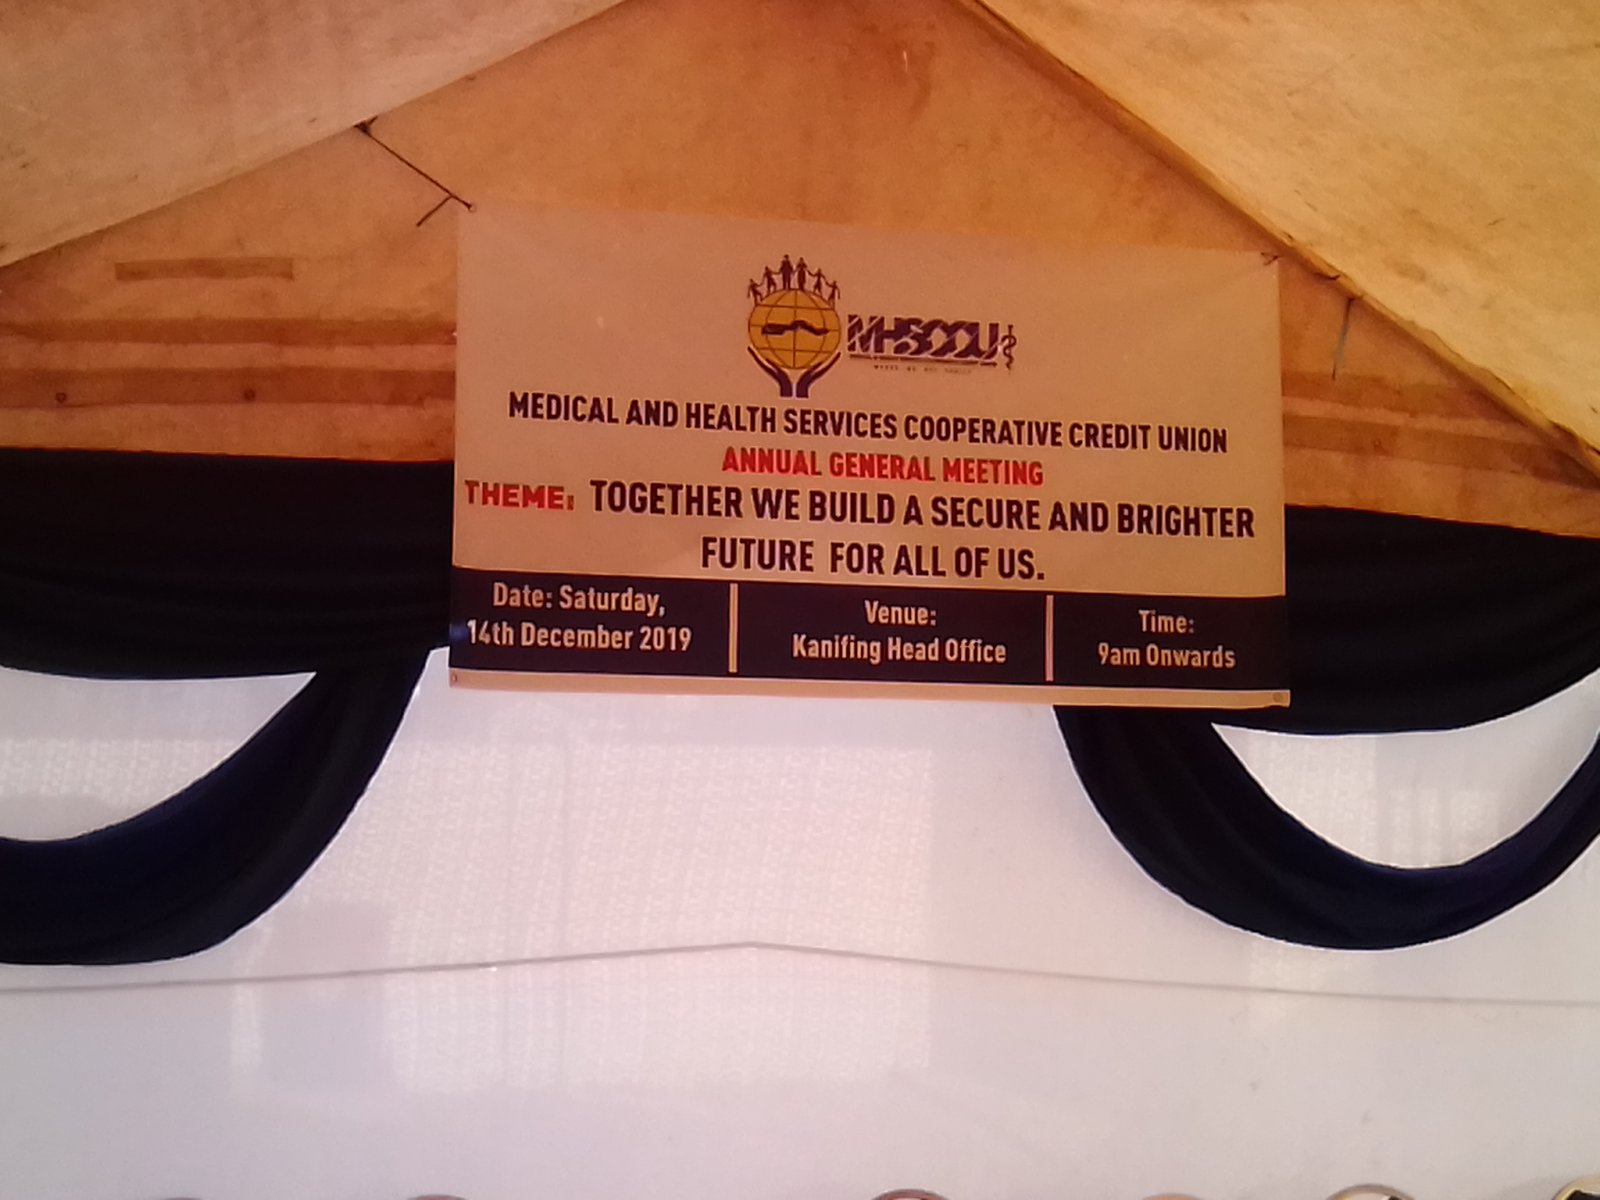 MHSCCU
MEDICAL AND HEALTH SERVICES COOPERATIVE CREDIT UNION
ANNUAL GENERAL MEETING
THEME: TOGETHER WE BUILD A SECURE AND BRIGHTER
FUTURE FOR ALL OF US.
Date: Saturday,
14th December 2019
Venue:
Kanifing Head Office
Time:
9am Onwards